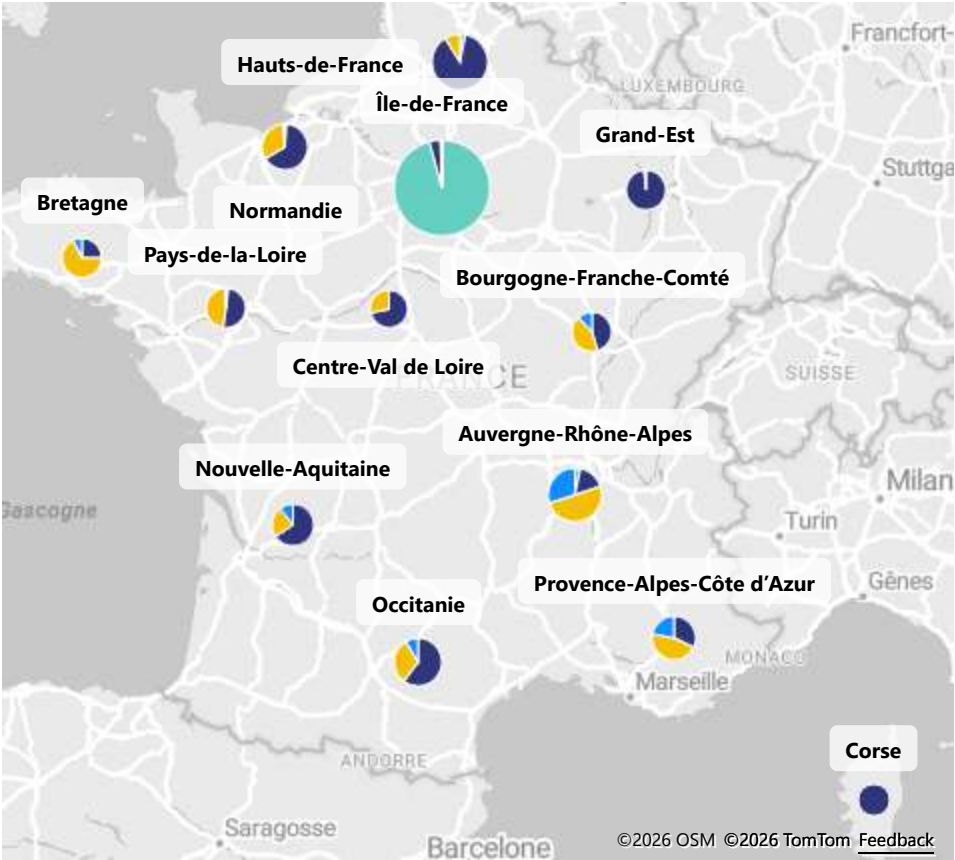 Francfort-
Hauts-de-France
LUXEMBOURG
Île-de-France
Grand-Est
Stuttga
Bretagne
Normandie
Pays-de-la-Loire
Bourgogne-Franche-Comté
Centre-Val de Loire
FRANCE
SUISSE
Auvergne-Rhône-Alpes
Nouvelle-Aquitaine
Milan
Gascogne
Turin
Provence-Alpes-Côte d’Azur
Gênes
Occitanie
MONACO
Marseille
Corse
ANDORRE
Saragosse
Barcelone
©2026 OSM ©2026 TomTom Feedback